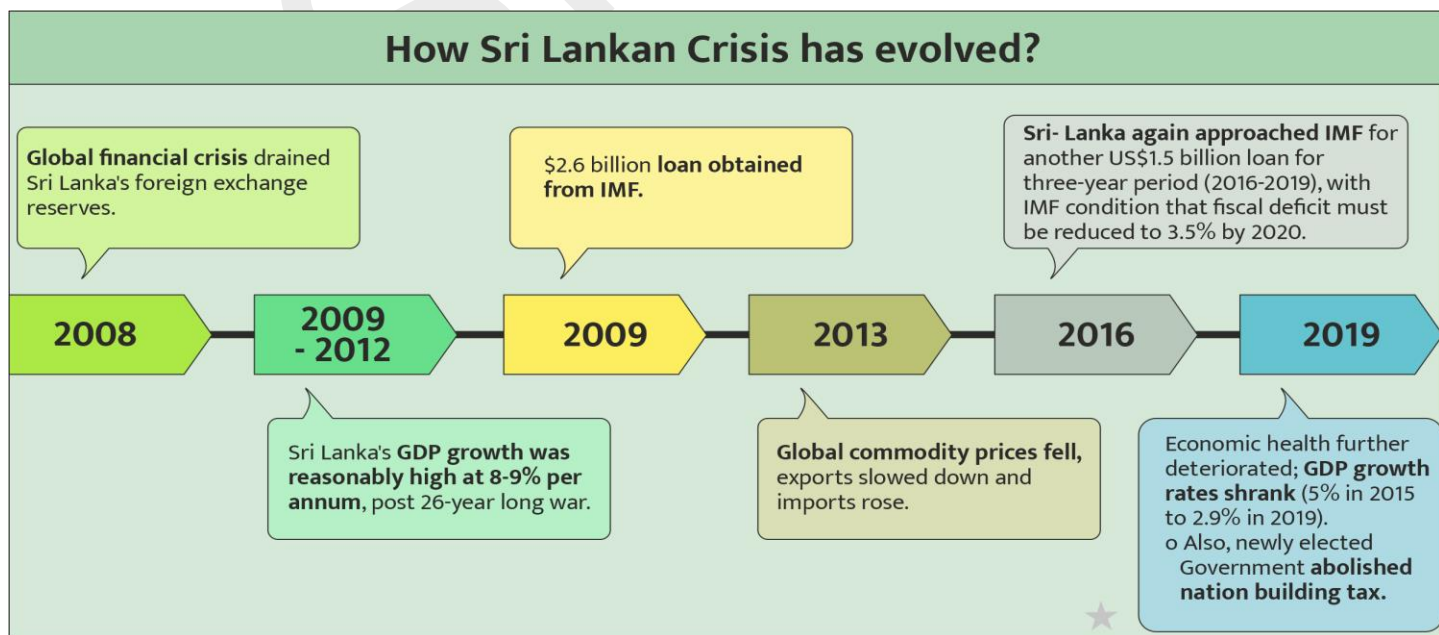 How Sri Lankan Crisis has evolved?
Global financial crisis drained
Sri Lanka's foreign exchange
reserves.
$2.6 billion loan obtained
from IMF.
Sri- Lanka again approached IMF for
another US$1.5 billion loan for
three-year period (2016-2019), with
IMF condition that fiscal deficit must
be reduced to 3.5% by 2020.
2008
2009
- 2012
2009
2013
2016
2019
Sri Lanka's GDP growth was
reasonably high at 8-9% per
annum, post 26-year long war.
Global commodity prices fell,
exports slowed down and
imports rose.
Economic health further
deteriorated; GDP growth
rates shrank (5% in 2015
to 2.9% in 2019).
o Also, newly elected
Government abolished
nation building tax.